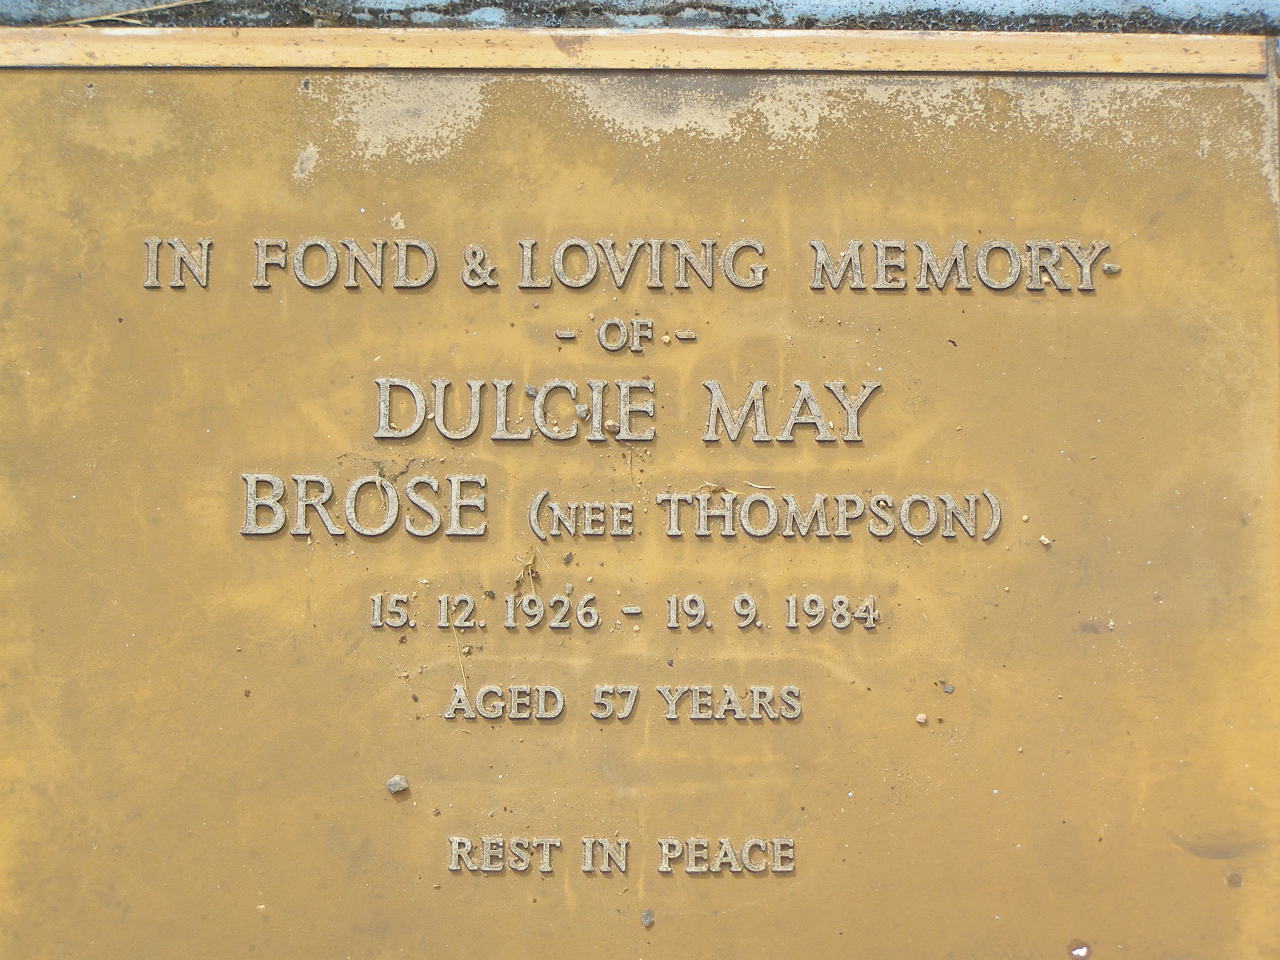 IN FOND & LOVING MEMORY
- OF -
DULCIE MAY
BROSE (NEE THOMPSON)
15. 12. 1926 - 19. 9. 1984
AGED 57 YEARS
REST IN PEACE